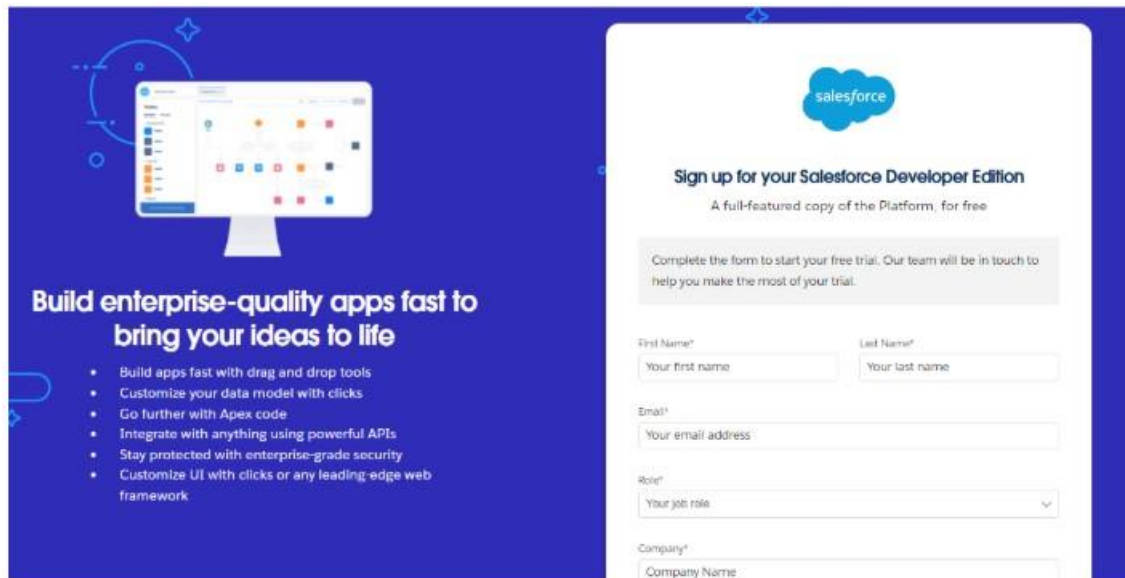 Build enterprise-quality apps fast to
bring your ideas to life
Build apps fast with drag and drop tools
Customize your data model with clicks
Go further with Apex code
Integrate with anything using powerful APIs
Stay protected with enterprise-grade security
Customize UI with clicks or any leading-edge web
framework
salesforce
Sign up for your Salesforce Developer Edition
A full-featured copy of the Platform, for free
Complete the form to start your free trial. Our team will be in touch to
help you make the most of your trial.
First Name* Last Name*
Your first name Your last name
Email*
Your email address
Role*
Your job role
Company*
Company Name